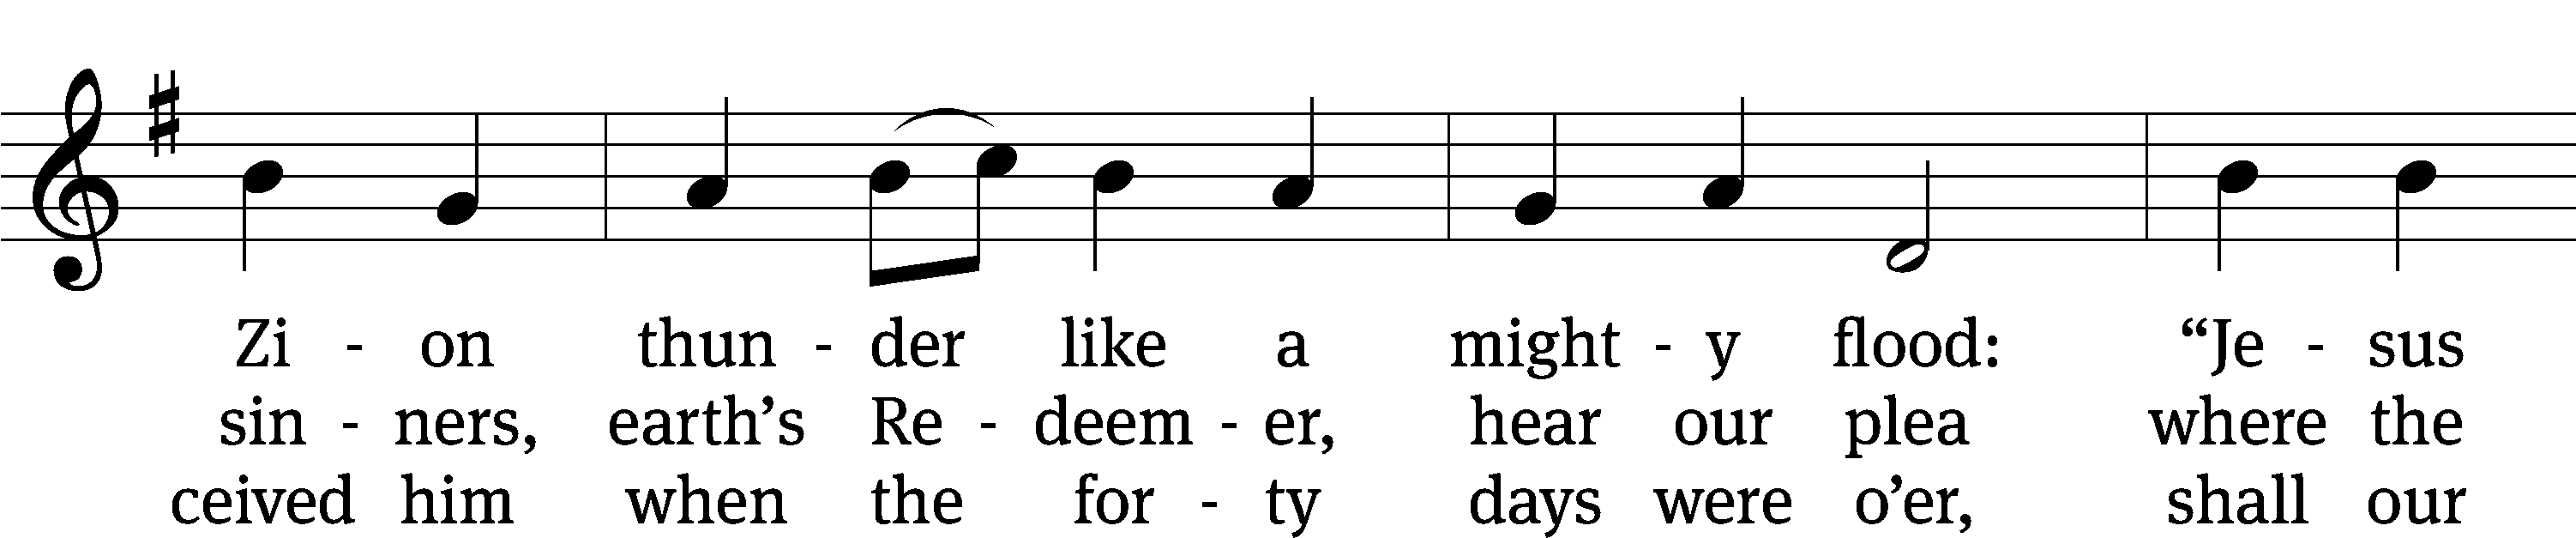 Zi - on thun - der like a might - y flood: “Je - sus
sin - ners, earth’s Re - deem - er, hear our plea where the
ceived him when the for - ty days were o’er, shall our